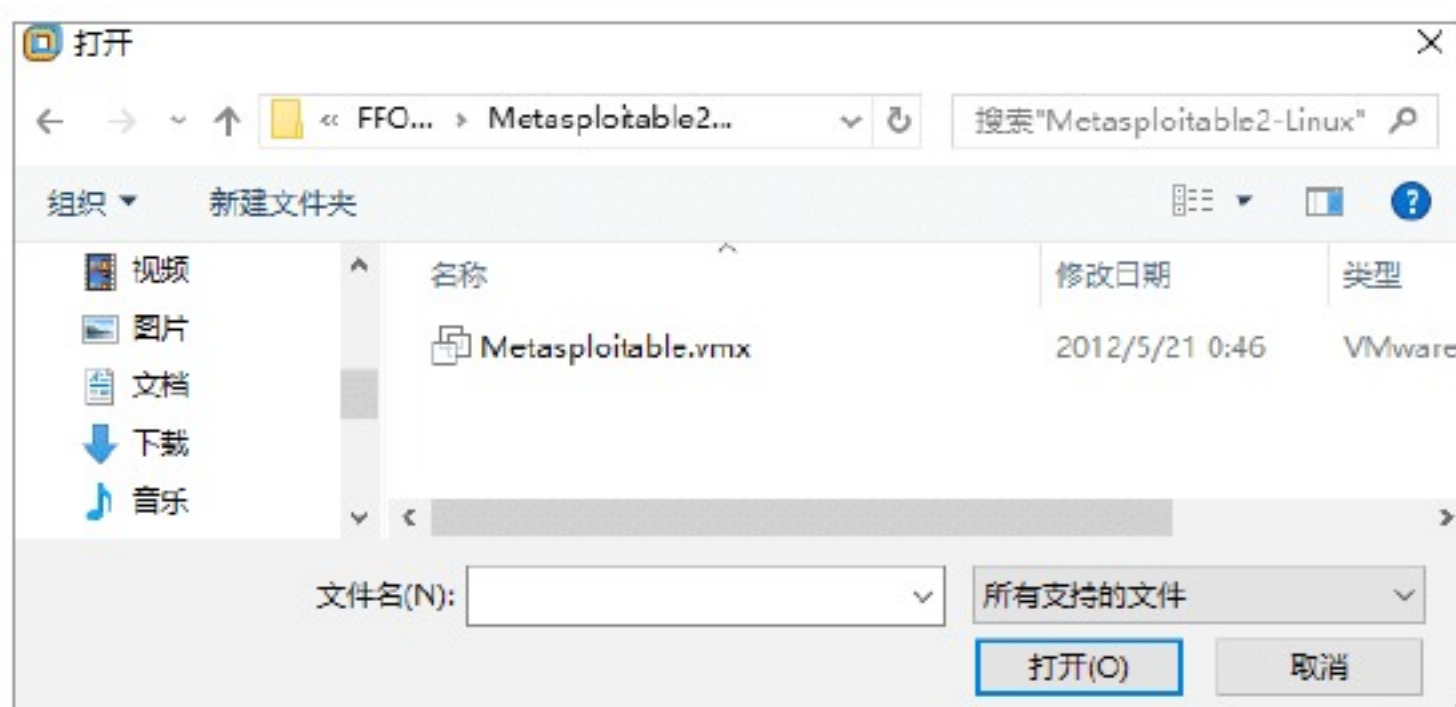 打开
« FFO... › Metasploitable2...
搜索"Metasploitable2-Linux"
组织 新建文件夹
视频
图片
文档
下载
音乐
名称 修改日期 类型
Metasploitable.vmx 2012/5/21 0:46 VMware
文件名(N): 所有支持的文件
打开(O) 取消